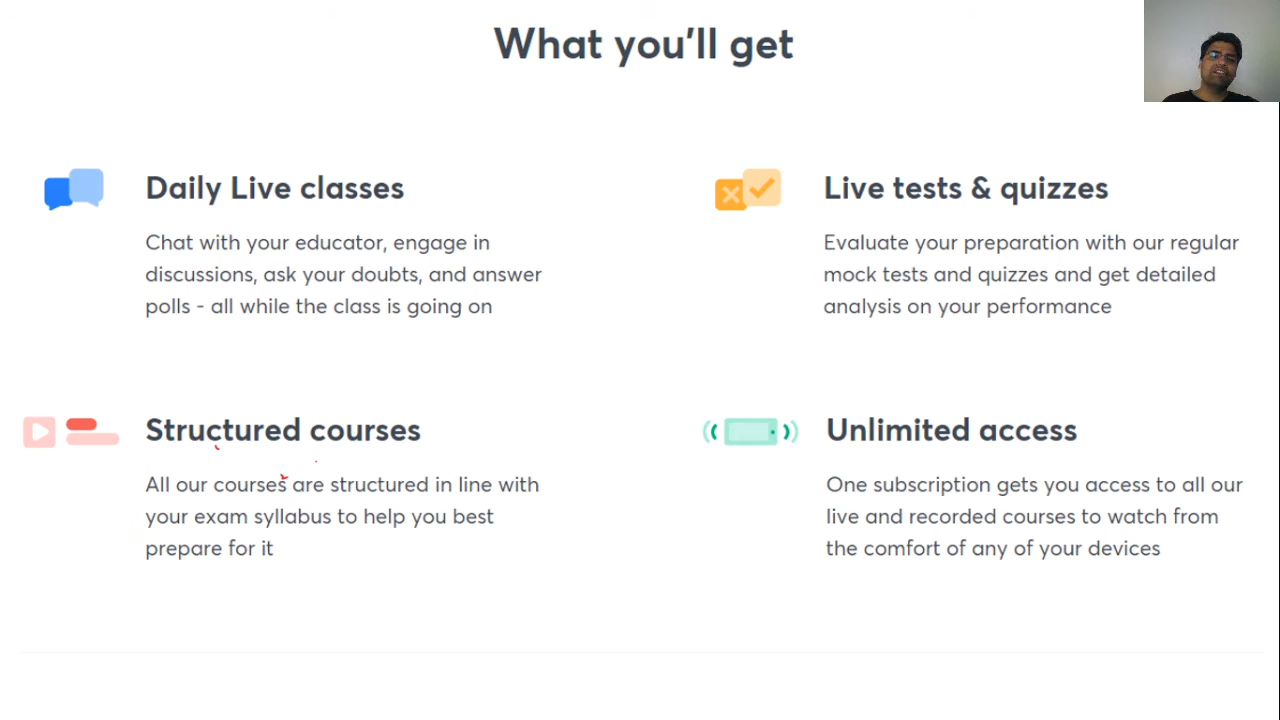 What you'll get
Daily Live classes
Chat with your educator, engage in
discussions, ask your doubts, and answer
polls - all while the class is going on
Live tests & quizzes
Evaluate your preparation with our regular
mock tests and quizzes and get detailed
analysis on your performance
Structured courses
All our courses are structured in line with
your exam syllabus to help you best
prepare for it
Unlimited access
One subscription gets you access to all our
live and recorded courses to watch from
the comfort of any of your devices